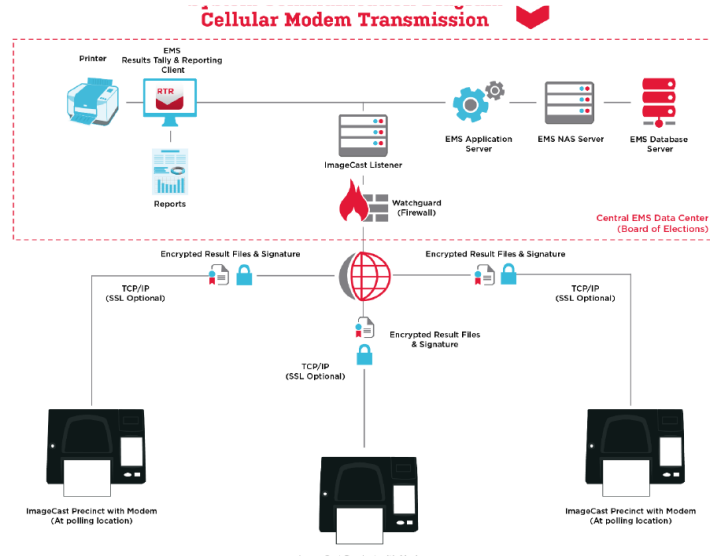 Cellular Modem Transmission
Printer
EMS
Results Tally & Reporting
Client
RTR
Reports
ImageCast Listener
EMS Application
Server
EMS NAS Server
EMS Database
Server
Watchguard
(Firewall)
Central EMS Data Center
(Board of Elections)
Encrypted Result Files & Signature
Encrypted Result Files & Signature
TCP/IP
(SSL Optional)
TCP/IP
(SSL Optional)
Encrypted Result Files
& Signature
TCP/IP
(SSL Optional)
ImageCast Precinct with Modem
(At polling location)
ImageCast Precinct with Modem
(At polling location)